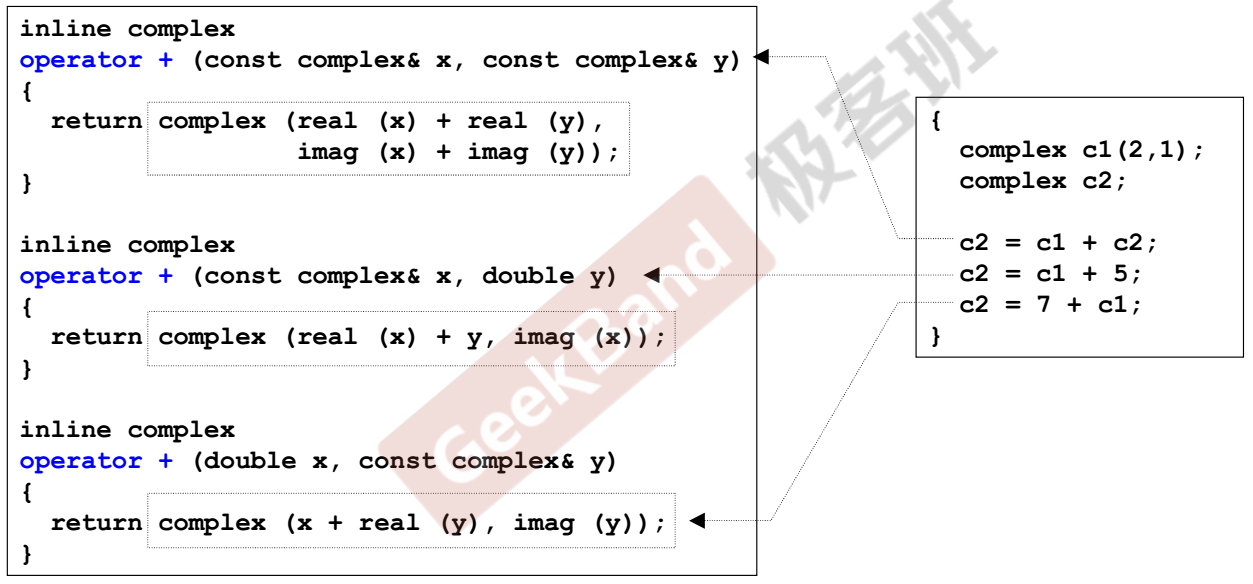 inline complex
operator + (const complex& x, const complex& y)
{
  return complex (real (x) + real (y),
                  imag (x) + imag (y));
}

inline complex
operator + (const complex& x, double y)
{
  return complex (real (x) + y, imag (x));
}

inline complex
operator + (double x, const complex& y)
{
  return complex (x + real (y), imag (y));
}

{
  complex c1(2,1);
  complex c2;

  c2 = c1 + c2;
  c2 = c1 + 5;
  c2 = 7 + c1;
}

GeekBand 极客班